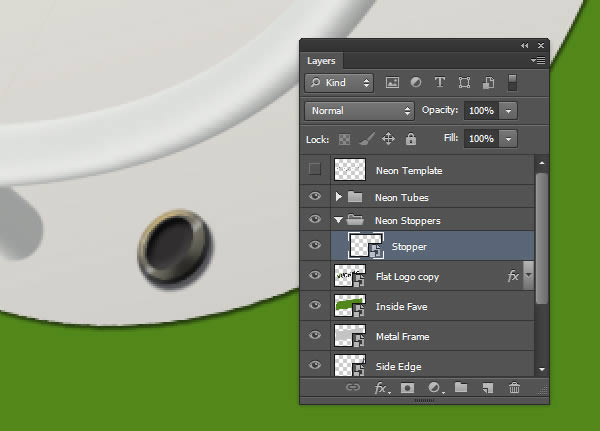 Layers
Kind
Normal Opacity: 100%
Lock: Fill: 100%
Neon Template
Neon Tubes
Neon Stoppers
Stopper
Flat Logo copy fx
Inside Fave
Metal Frame
Side Edge
fx